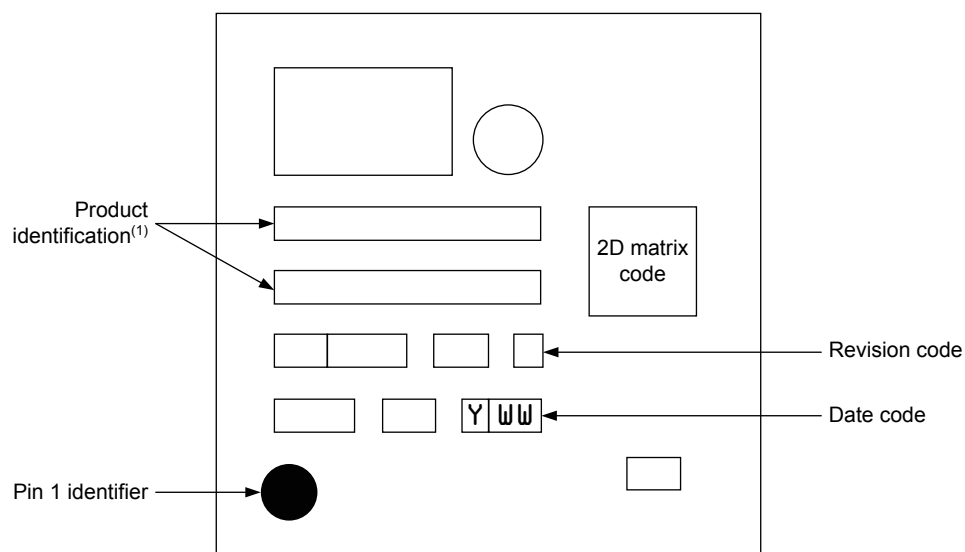 Product
identification(1)
2D matrix
code
Revision code
Y WW
Date code
Pin 1 identifier